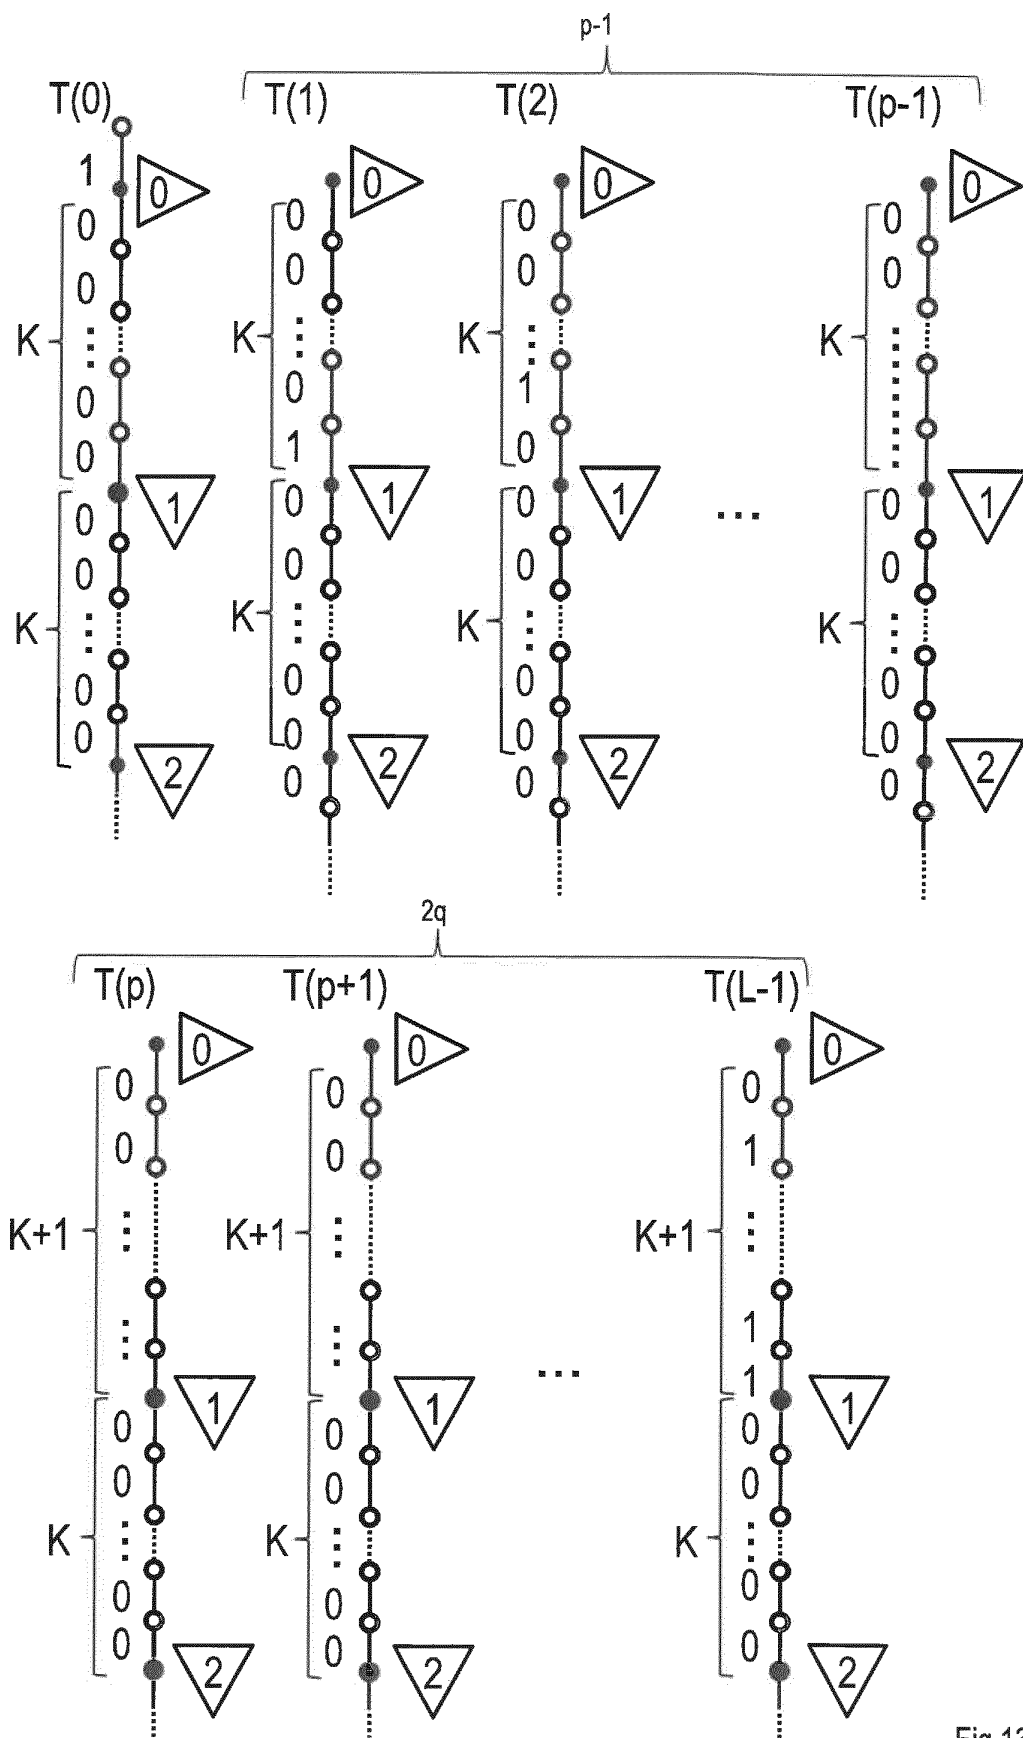 p-1
T(0) T(1) T(2) T(p-1)
1 0 0 0 0
0 0 0 0
0 0 0 0 0
K ⋮ K ⋮ K ⋮ K ⋮
0 0 1
0 1 0
1 1 1 1
0 0 0 0
0 0 0 0
K ⋮ K ⋮ K ⋮ ... K ⋮
0 0 0 0
0 0 0 0
2 2 2 2
0 0 0
2q
T(p) T(p+1) T(L-1)
0 0 0
0 0 0
0 0 1
K+1 ⋮ K+1 ⋮ K+1 ⋮
⋮ ⋮ 1
... 1
1 1 1
0 0 0
0 0 0
K ⋮ K ⋮ K ⋮
0 0 0
0 0 0
2 2 2